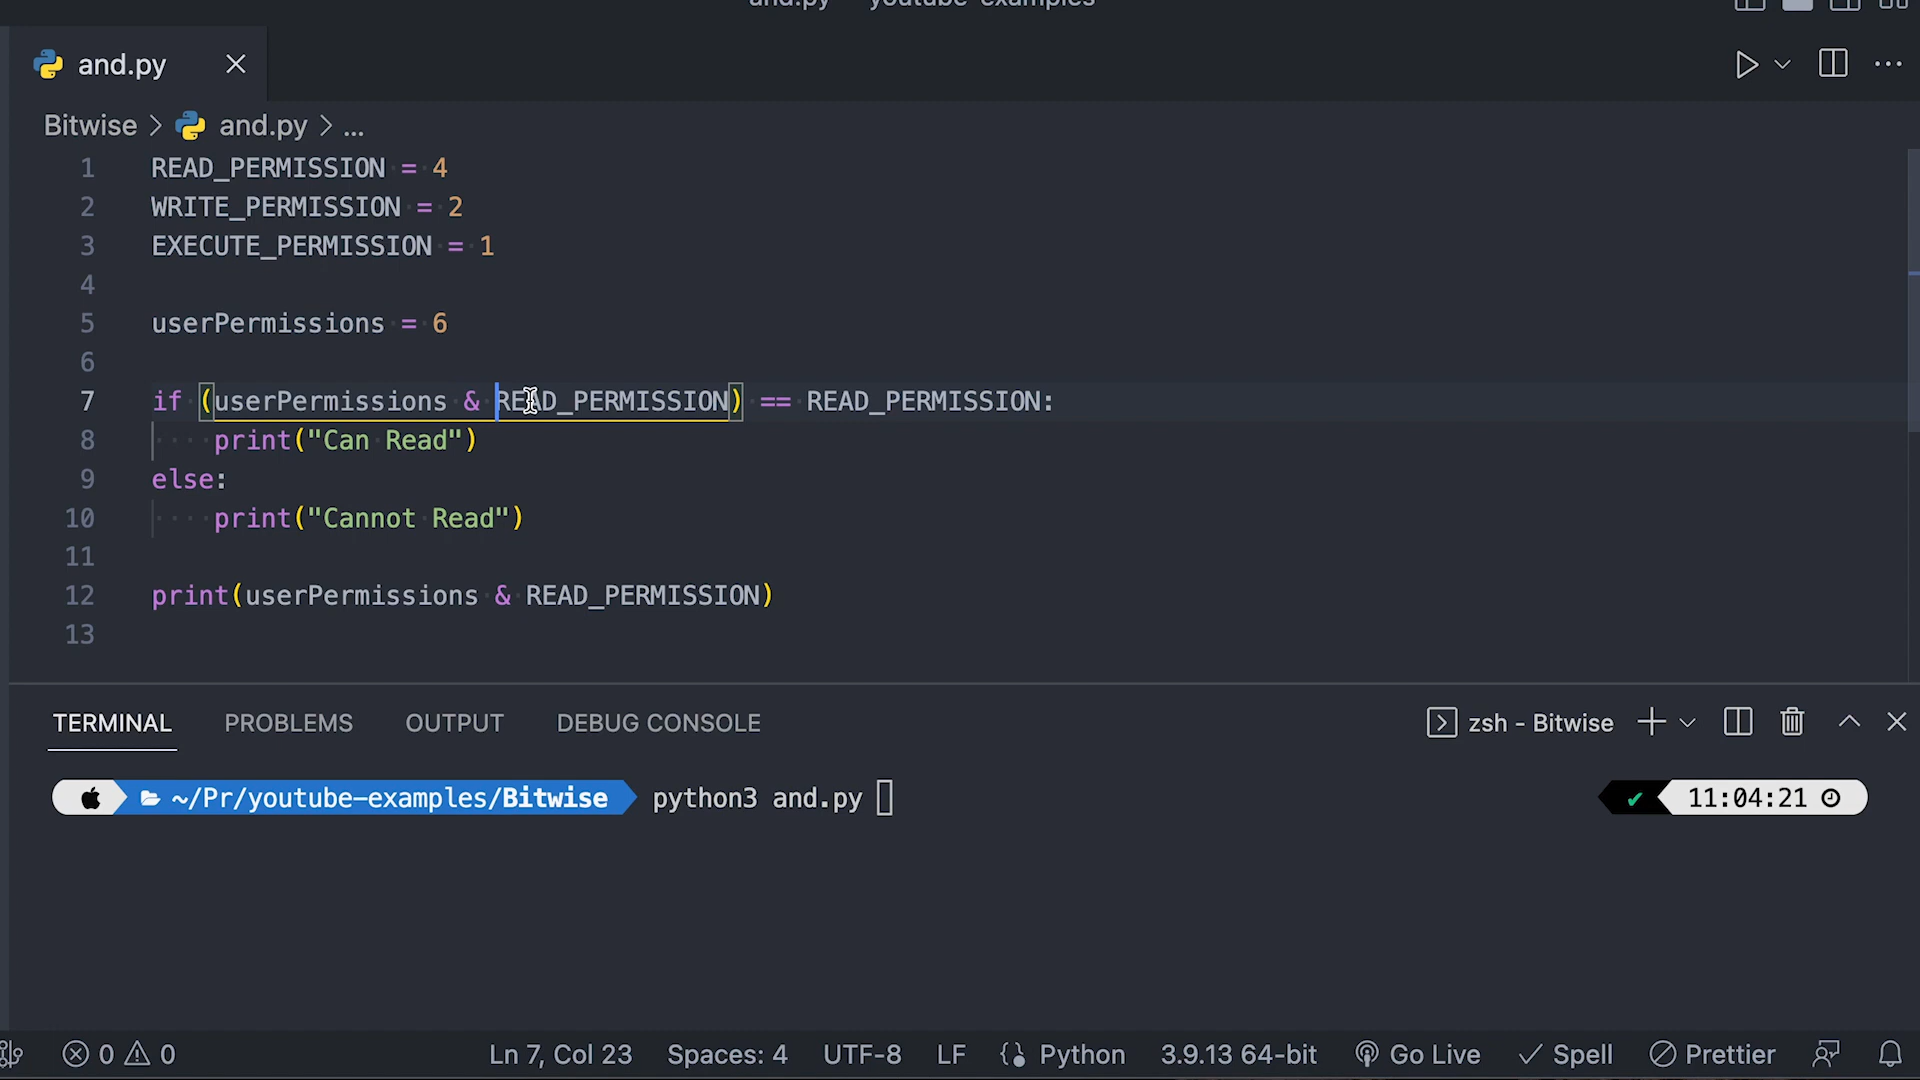 and.py
Bitwise > and.py > ...
1 READ_PERMISSION = 4
2 WRITE_PERMISSION = 2
3 EXECUTE_PERMISSION = 1
4
5 userPermissions = 6
6
7 if (userPermissions & READ_PERMISSION) == READ_PERMISSION:
8 print("Can Read")
9 else:
10 print("Cannot Read")
11
12 print(userPermissions & READ_PERMISSION)
13
TERMINAL PROBLEMS OUTPUT DEBUG CONSOLE zsh - Bitwise
~/Pr/youtube-examples/Bitwise python3 and.py 11:04:21
0 0 Ln 7, Col 23 Spaces: 4 UTF-8 LF Python 3.9.13 64-bit Go Live Spell Prettier